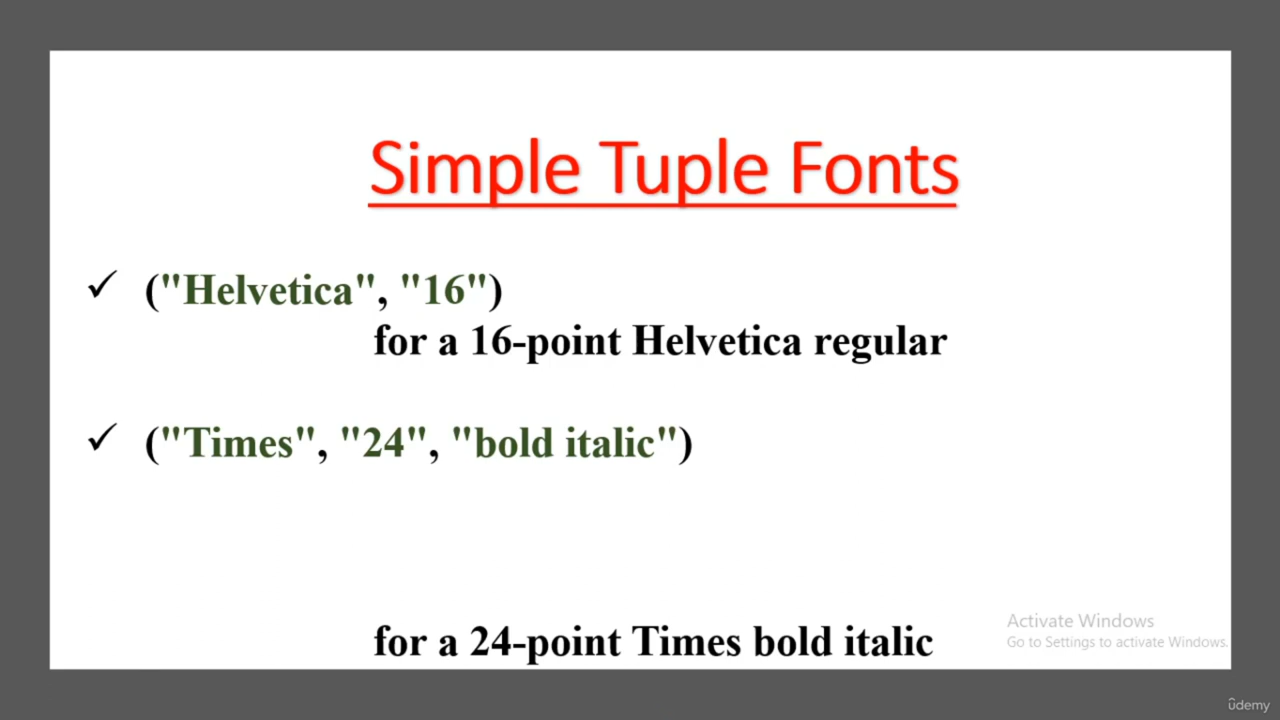 Simple Tuple Fonts
✓ ("Helvetica", "16")
for a 16-point Helvetica regular
✓ ("Times", "24", "bold italic")
for a 24-point Times bold italic
Activate Windows
Go to Settings to activate Windows.
ûdemy